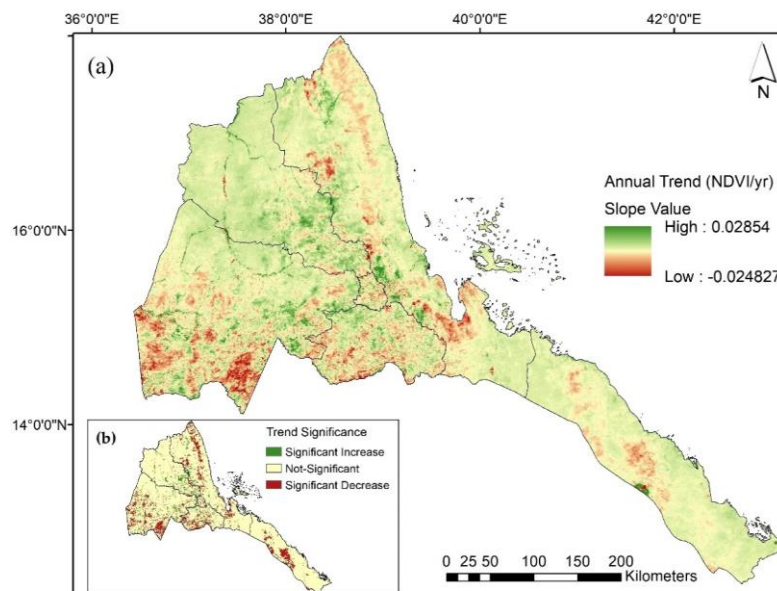 36°0'0"E 38°0'0"E 40°0'0"E 42°0'0"E
(a)
N
Annual Trend (NDVI/yr)
Slope Value
High : 0.02854
Low : -0.024827
16°0'0"N
14°0'0"N
(b)
Trend Significance
Significant Increase
Not-Significant
Significant Decrease
0 25 50 100 150 200
Kilometers